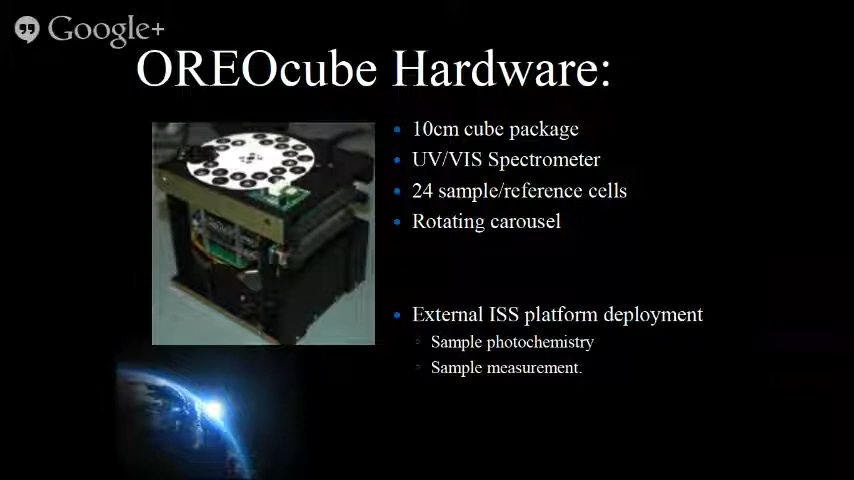 Google+
OREOcube Hardware:
10cm cube package
UV/VIS Spectrometer
24 sample/reference cells
Rotating carousel
External ISS platform deployment
Sample photochemistry
Sample measurement.